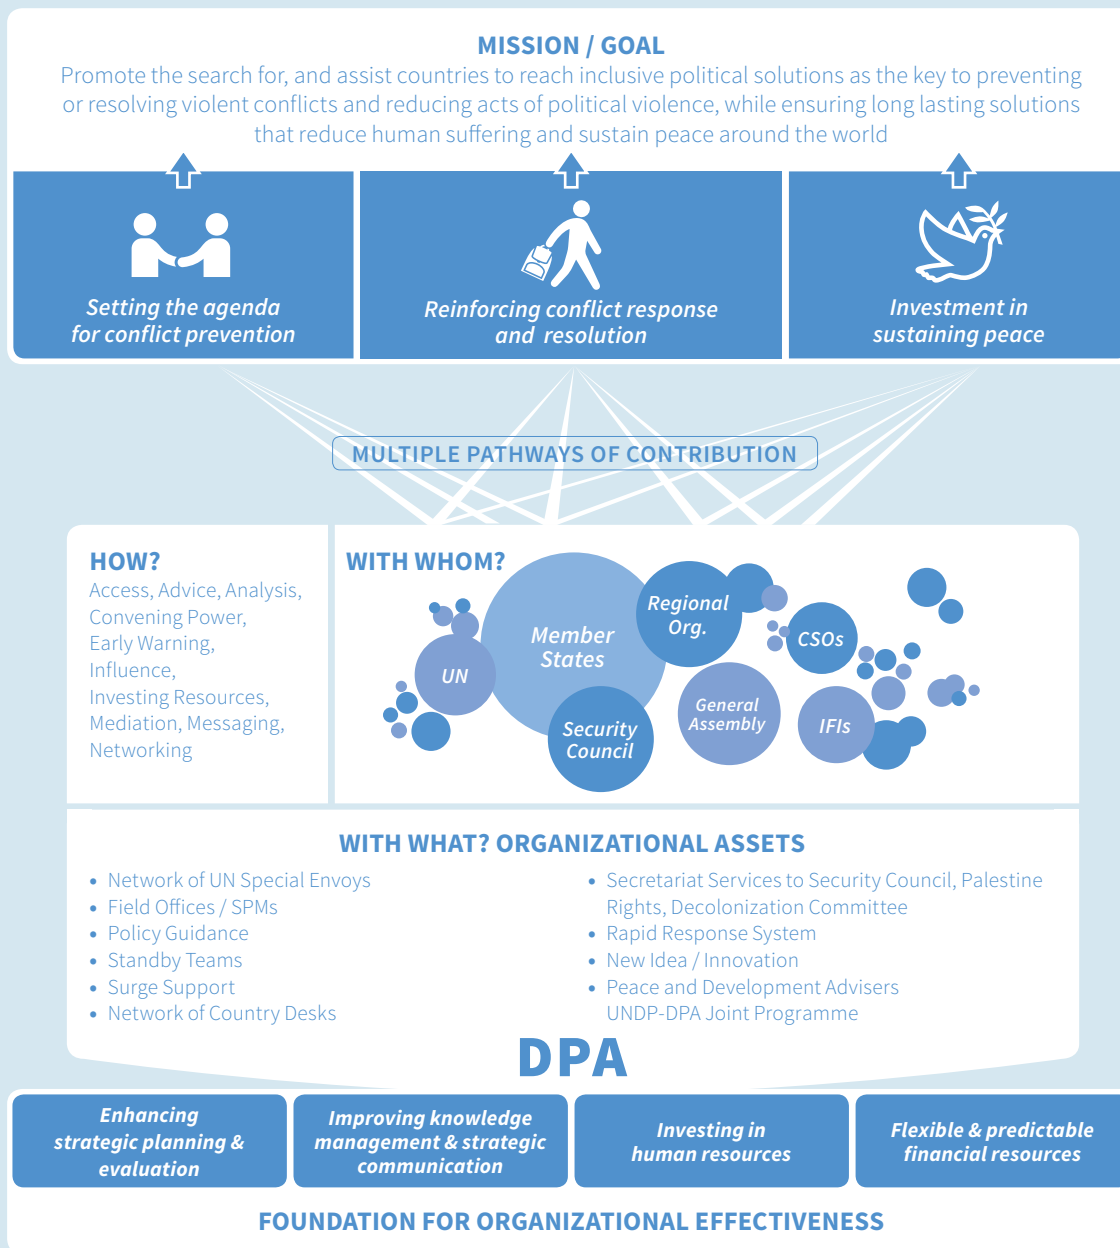 MISSION / GOAL
Promote the search for, and assist countries to reach inclusive political solutions as the key to preventing
or resolving violent conflicts and reducing acts of political violence, while ensuring long lasting solutions
that reduce human suffering and sustain peace around the world
Setting the agenda
for conflict prevention
Reinforcing conflict response
and resolution
Investment in
sustaining peace
MULTIPLE PATHWAYS OF CONTRIBUTION
HOW?
Access, Advice, Analysis,
Convening Power,
Early Warning,
Influence,
Investing Resources,
Mediation, Messaging,
Networking
WITH WHOM?
UN
Member
States
Security
Council
Regional
Org.
General
Assembly
CSOs
IFIs
WITH WHAT? ORGANIZATIONAL ASSETS
• Network of UN Special Envoys
• Field Offices / SPMs
• Policy Guidance
• Standby Teams
• Surge Support
• Network of Country Desks
• Secretariat Services to Security Council, Palestine
Rights, Decolonization Committee
• Rapid Response System
• New Idea / Innovation
• Peace and Development Advisers
UNDP-DPA Joint Programme
DPA
Enhancing
strategic planning &
evaluation
Improving knowledge
management & strategic
communication
Investing in
human resources
Flexible & predictable
financial resources
FOUNDATION FOR ORGANIZATIONAL EFFECTIVENESS